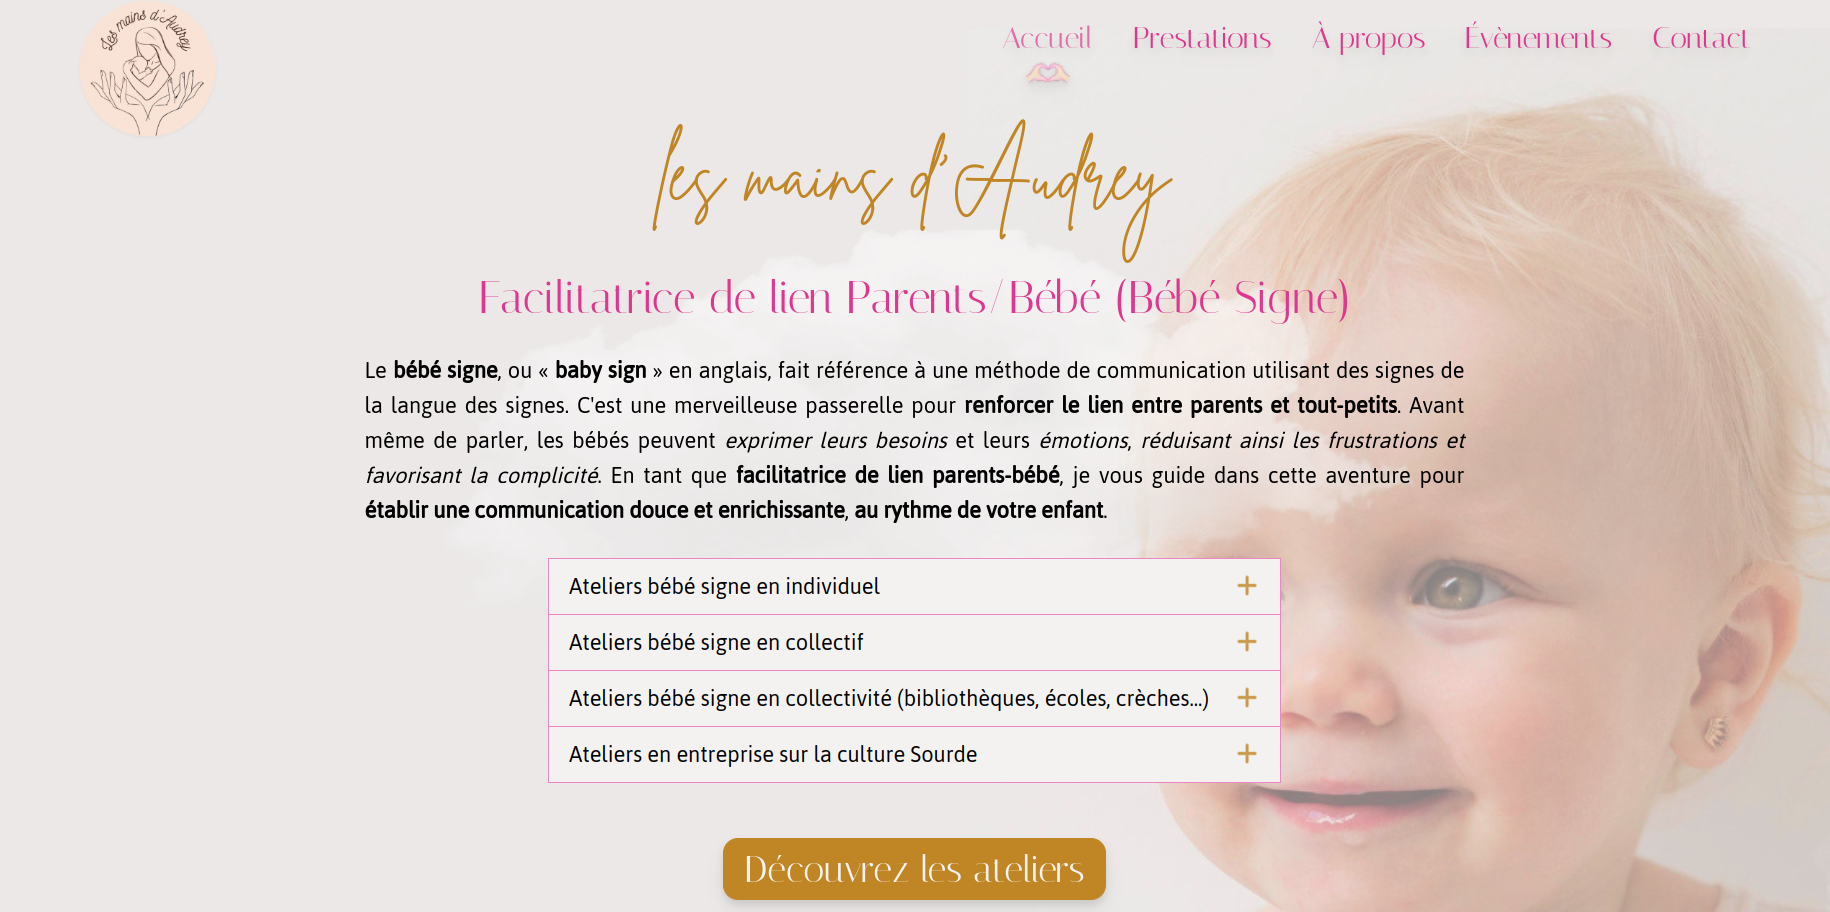 Les mains d'Audrey
Accueil
Prestations
À propos
Évènements
Contact
les mains d'Audrey
Facilitatrice de lien Parents/Bébé (Bébé Signe)
Le bébé signe, ou « baby sign » en anglais, fait référence à une méthode de communication utilisant des signes de
la langue des signes. C'est une merveilleuse passerelle pour renforcer le lien entre parents et tout-petits. Avant
même de parler, les bébés peuvent exprimer leurs besoins et leurs émotions, réduisant ainsi les frustrations et
favorisant la complicité. En tant que facilitatrice de lien parents-bébé, je vous guide dans cette aventure pour
établir une communication douce et enrichissante, au rythme de votre enfant.
Ateliers bébé signe en individuel
Ateliers bébé signe en collectif
Ateliers bébé signe en collectivité (bibliothèques, écoles, crèches...)
Ateliers en entreprise sur la culture Sourde
Découvrez les ateliers